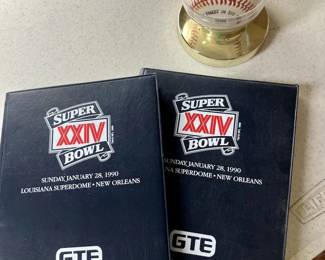 SUPER
XXIV
BOWL
SUNDAY, JANUARY 28, 1990
LOUISIANA SUPERDOME • NEW ORLEANS
GTE
SUPER
XXIV
BOWL
SUNDAY, JANUARY 28, 1990
NA SUPERDOME • NEW ORLEANS
GTE